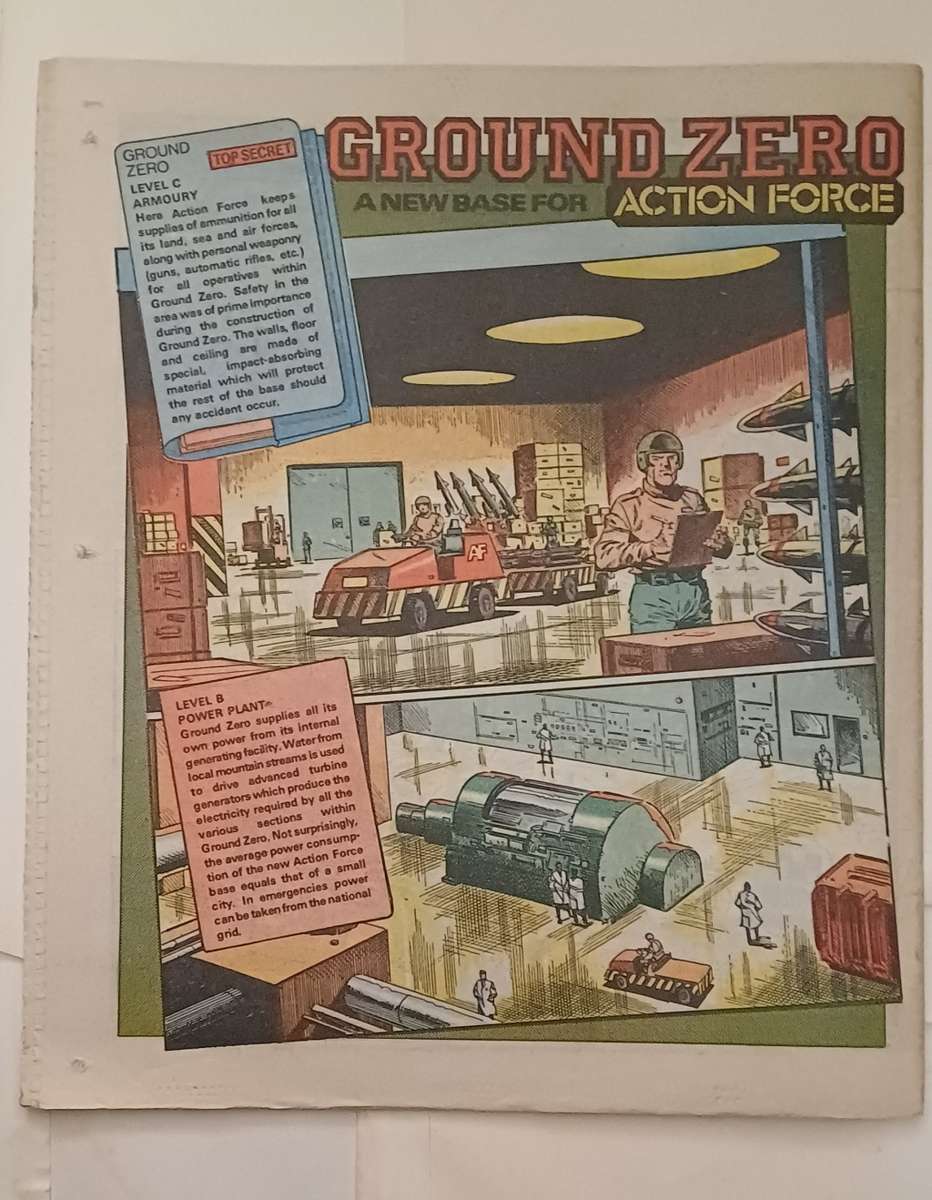 GROUND ZERO
A NEW BASE FOR ACTION FORCE
GROUND
ZERO
TOP SECRET
LEVEL C
ARMOURY
Here Action Force keeps
supplies of ammunition for all
its land, sea and air forces,
along with personal weaponry
(guns, automatic rifles, etc.)
for all operatives within
Ground Zero. Safety in the
area was of prime importance
during the construction of
Ground Zero. The walls, floor
and ceiling are made of
special, impact-absorbing
material which will protect
the rest of the base should
any accident occur.
AF
LEVEL B
POWER PLANT
Ground Zero supplies all its
own power from its internal
generating facility. Water from
local mountain streams is used
to drive advanced turbine
generators which produce the
electricity required by all the
various sections within
Ground Zero. Not surprisingly,
the average power consump-
tion of the new Action Force
base equals that of a small
city. In emergencies power
can be taken from the national
grid.